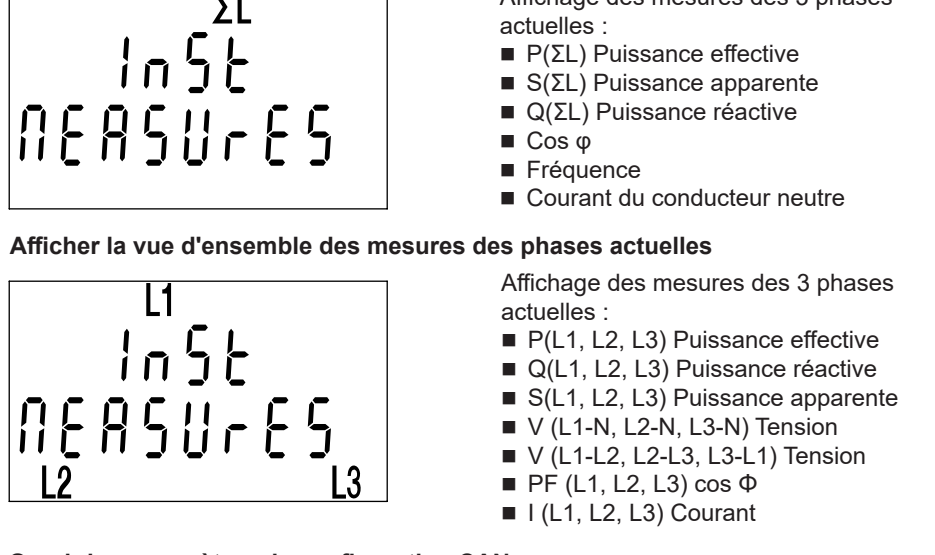 ΣL
InSt
MEASUrES
Affichage des mesures des 3 phases
actuelles :
■ P(ΣL) Puissance effective
■ S(ΣL) Puissance apparente
■ Q(ΣL) Puissance réactive
■ Cos φ
■ Fréquence
■ Courant du conducteur neutre
Afficher la vue d'ensemble des mesures des phases actuelles
L1
InSt
MEASUrES
L2 L3
Affichage des mesures des 3 phases
actuelles :
■ P(L1, L2, L3) Puissance effective
■ Q(L1, L2, L3) Puissance réactive
■ S(L1, L2, L3) Puissance apparente
■ V (L1-N, L2-N, L3-N) Tension
■ V (L1-L2, L2-L3, L3-L1) Tension
■ PF (L1, L2, L3) cos Φ
■ I (L1, L2, L3) Courant